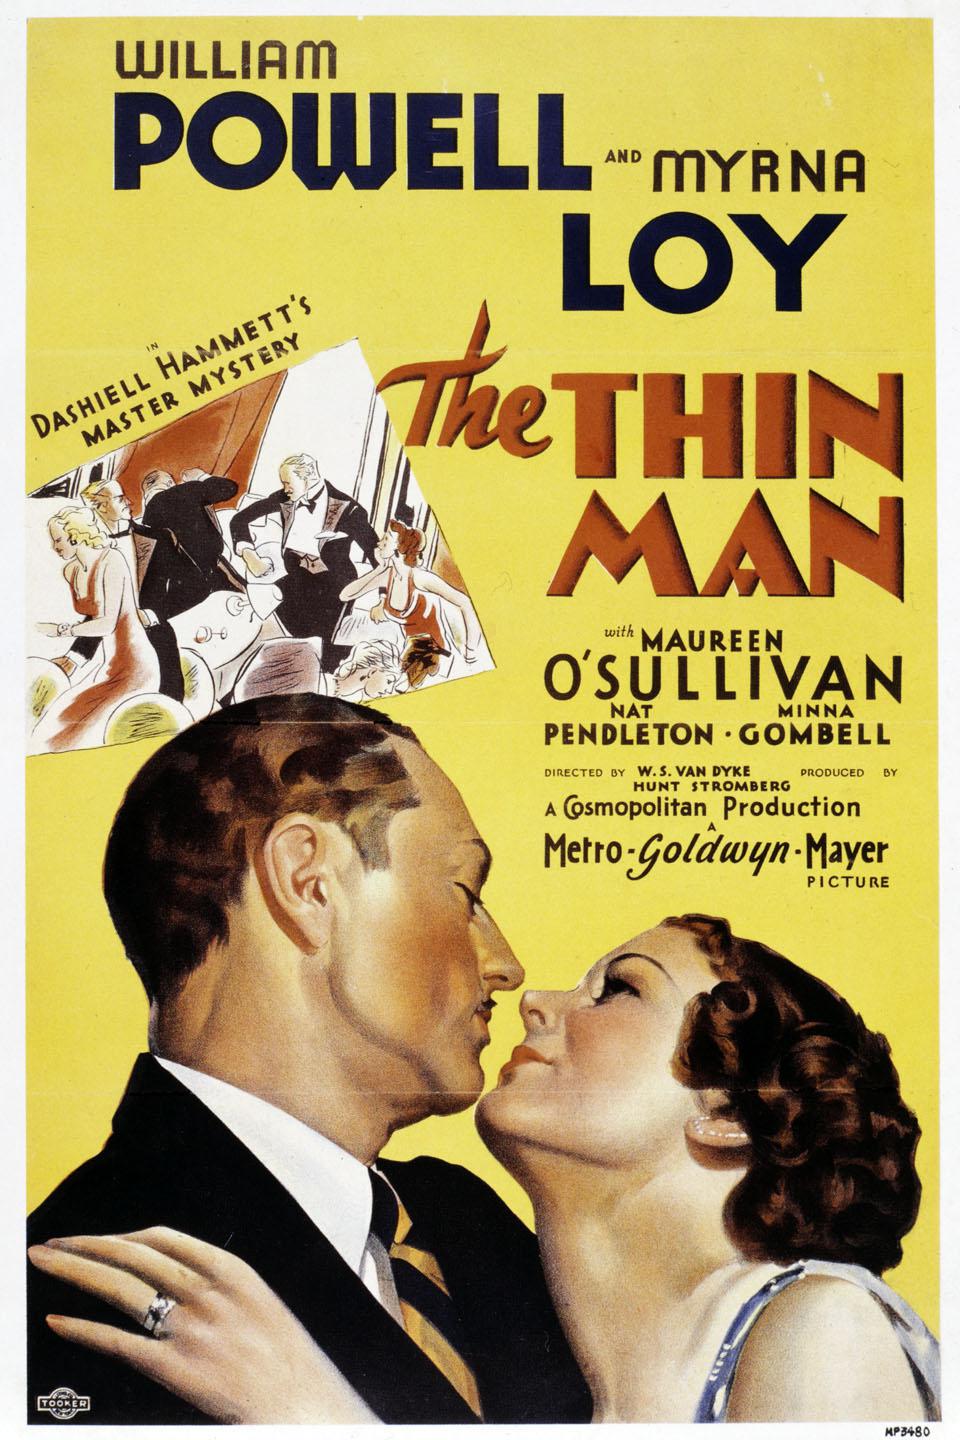 WILLIAM
POWELL AND MYRNA
LOY
IN
DASHIELL HAMMETT'S
MASTER MYSTERY
The THIN
MAN
with MAUREEN
O'SULLIVAN
NAT MINNA
PENDLETON · GOMBELL
DIRECTED BY W.S. VAN DYKE PRODUCED BY
HUNT STROMBERG
A Cosmopolitan Production
A
Metro-Goldwyn-Mayer
PICTURE
TOOKER
MP3480